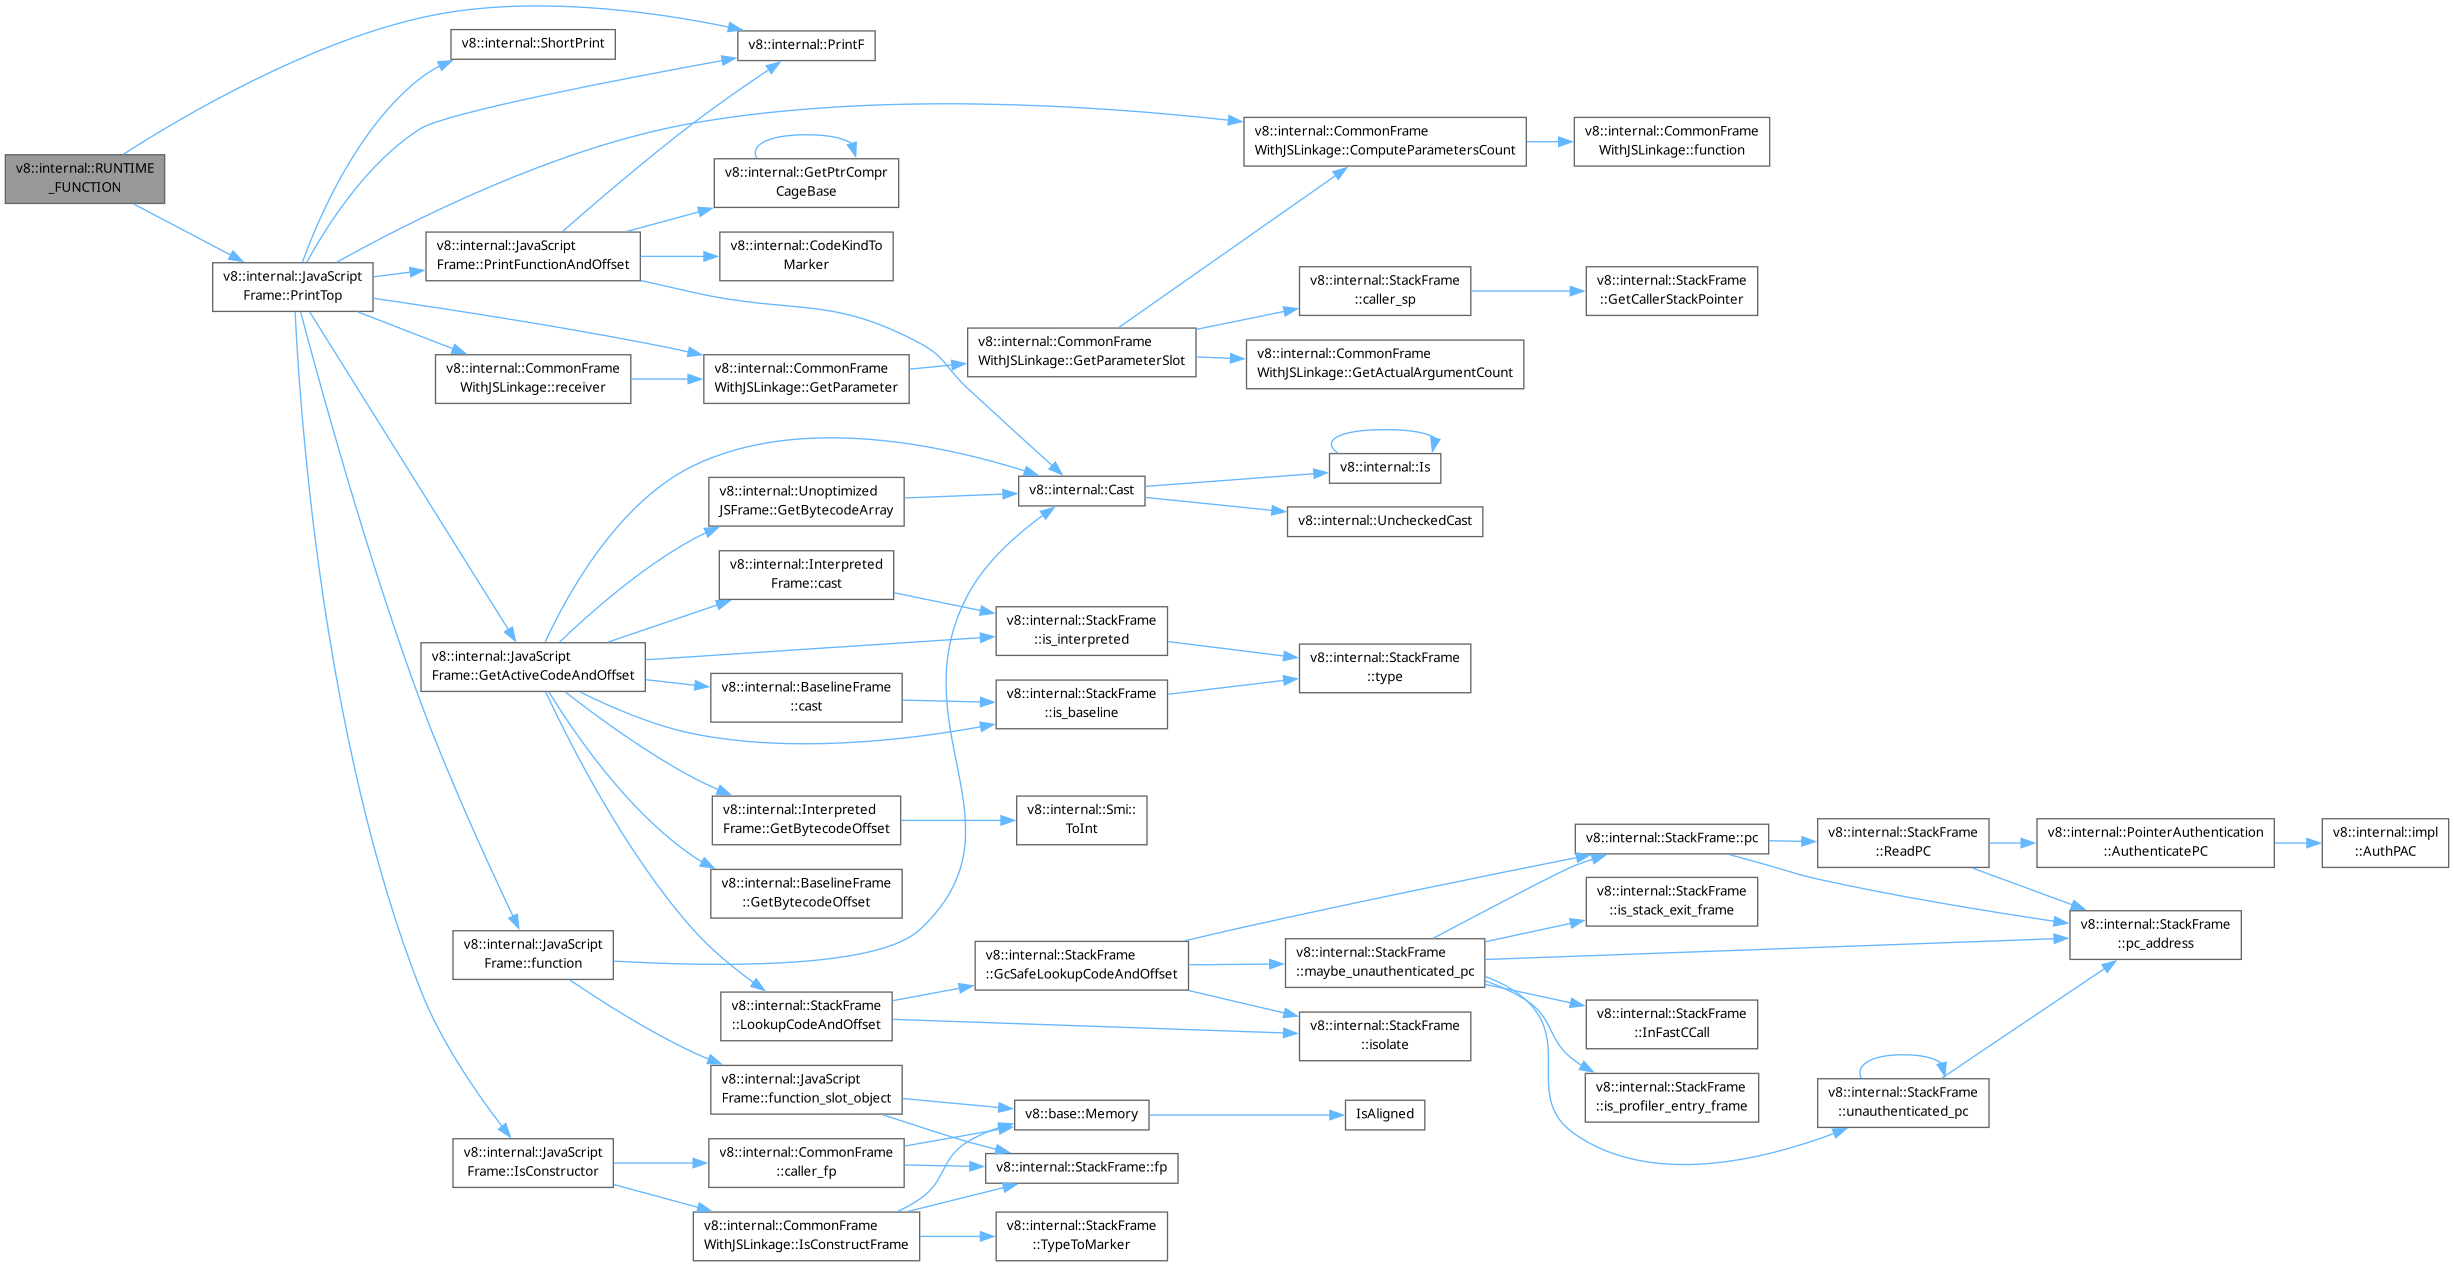 v8::internal::RUNTIME
_FUNCTION
v8::internal::JavaScript
Frame::PrintTop
v8::internal::ShortPrint
v8::internal::JavaScript
Frame::PrintFunctionAndOffset
v8::internal::CommonFrame
WithJSLinkage::receiver
v8::internal::JavaScript
Frame::GetActiveCodeAndOffset
v8::internal::JavaScript
Frame::function
v8::internal::JavaScript
Frame::IsConstructor
v8::internal::PrintF
v8::internal::GetPtrCompr
CageBase
v8::internal::CodeKindTo
Marker
v8::internal::CommonFrame
WithJSLinkage::GetParameter
v8::internal::Unoptimized
JSFrame::GetBytecodeArray
v8::internal::Interpreted
Frame::cast
v8::internal::BaselineFrame
::cast
v8::internal::Interpreted
Frame::GetBytecodeOffset
v8::internal::BaselineFrame
::GetBytecodeOffset
v8::internal::StackFrame
::LookupCodeAndOffset
v8::internal::JavaScript
Frame::function_slot_object
v8::internal::CommonFrame
::caller_fp
v8::internal::CommonFrame
WithJSLinkage::IsConstructFrame
v8::internal::CommonFrame
WithJSLinkage::GetParameterSlot
v8::internal::Cast
v8::internal::StackFrame
::is_interpreted
v8::internal::StackFrame
::is_baseline
v8::internal::Smi::
ToInt
v8::internal::StackFrame
::GcSafeLookupCodeAndOffset
v8::base::Memory
v8::internal::StackFrame::fp
v8::internal::StackFrame
::TypeToMarker
v8::internal::CommonFrame
WithJSLinkage::ComputeParametersCount
v8::internal::StackFrame
::caller_sp
v8::internal::CommonFrame
WithJSLinkage::GetActualArgumentCount
v8::internal::Is
v8::internal::UncheckedCast
v8::internal::StackFrame
::type
v8::internal::StackFrame
::maybe_unauthenticated_pc
v8::internal::StackFrame
::isolate
IsAligned
v8::internal::CommonFrame
WithJSLinkage::function
v8::internal::StackFrame
::GetCallerStackPointer
v8::internal::StackFrame::pc
v8::internal::StackFrame
::is_stack_exit_frame
v8::internal::StackFrame
::InFastCCall
v8::internal::StackFrame
::is_profiler_entry_frame
v8::internal::StackFrame
::ReadPC
v8::internal::StackFrame
::unauthenticated_pc
v8::internal::PointerAuthentication
::AuthenticatePC
v8::internal::StackFrame
::pc_address
v8::internal::impl
::AuthPAC